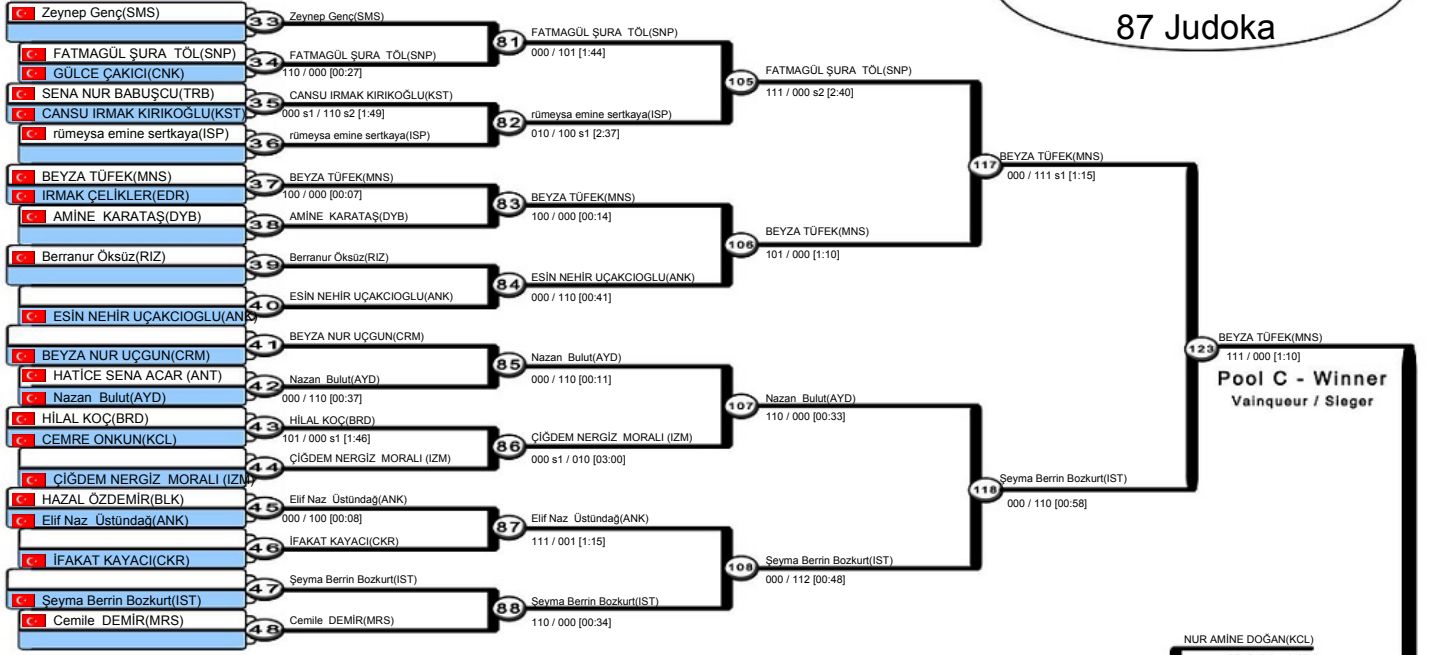 87 Judoka
Zeynep Genç(SMS)
FATMAGÜL ŞURA TÖL(SNP)
GÜLCE ÇAKICI(CNK)
SENA NUR BABUŞCU(TRB)
CANSU IRMAK KIRIKOĞLU(KST)
rümeysa emine sertkaya(ISP)
BEYZA TÜFEK(MNS)
IRMAK ÇELİKLER(EDR)
AMİNE KARATAŞ(DYB)
Berranur Öksüz(RIZ)
ESİN NEHİR UÇAKCIOGLU(ANK)
BEYZA NUR UÇGUN(CRM)
HATİCE SENA ACAR (ANT)
Nazan Bulut(AYD)
HİLAL KOÇ(BRD)
CEMRE ONKUN(KCL)
ÇİĞDEM NERGİZ MORALI (IZM)
HAZAL ÖZDEMİR(BLK)
Elif Naz Üstündağ(ANK)
İFAKAT KAYACI(CKR)
Şeyma Berrin Bozkurt(IST)
Cemile DEMİR(MRS)
33 Zeynep Genç(SMS)
34 FATMAGÜL ŞURA TÖL(SNP)
110 / 000 [00:27]
35 CANSU IRMAK KIRIKOĞLU(KST)
000 s1 / 110 s2 [1:49]
36 rümeysa emine sertkaya(ISP)
37 BEYZA TÜFEK(MNS)
100 / 000 [00:07]
38 AMİNE KARATAŞ(DYB)
39 Berranur Öksüz(RIZ)
40 ESİN NEHİR UÇAKCIOGLU(ANK)
41 BEYZA NUR UÇGUN(CRM)
42 Nazan Bulut(AYD)
000 / 110 [00:37]
43 HİLAL KOÇ(BRD)
101 / 000 s1 [1:46]
44 ÇİĞDEM NERGİZ MORALI (IZM)
45 Elif Naz Üstündağ(ANK)
000 / 100 [00:08]
46 İFAKAT KAYACI(CKR)
47 Şeyma Berrin Bozkurt(IST)
48 Cemile DEMİR(MRS)
81 FATMAGÜL ŞURA TÖL(SNP)
000 / 101 [1:44]
82 rümeysa emine sertkaya(ISP)
010 / 100 s1 [2:37]
83 BEYZA TÜFEK(MNS)
100 / 000 [00:14]
84 ESİN NEHİR UÇAKCIOGLU(ANK)
000 / 110 [00:41]
85 Nazan Bulut(AYD)
000 / 110 [00:11]
86 ÇİĞDEM NERGİZ MORALI (IZM)
000 s1 / 010 [03:00]
87 Elif Naz Üstündağ(ANK)
111 / 001 [1:15]
88 Şeyma Berrin Bozkurt(IST)
110 / 000 [00:34]
105 FATMAGÜL ŞURA TÖL(SNP)
111 / 000 s2 [2:40]
106 BEYZA TÜFEK(MNS)
101 / 000 [1:10]
107 Nazan Bulut(AYD)
110 / 000 [00:33]
108 Şeyma Berrin Bozkurt(IST)
000 / 112 [00:48]
117 BEYZA TÜFEK(MNS)
000 / 111 s1 [1:15]
118 Şeyma Berrin Bozkurt(IST)
000 / 110 [00:58]
123 BEYZA TÜFEK(MNS)
111 / 000 [1:10]
Pool C - Winner
Vainqueur / Sieger
NUR AMİNE DOĞAN(KCL)